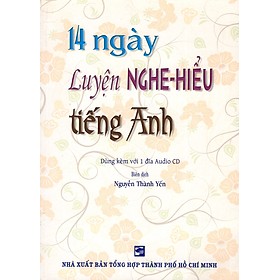 14 ngày
Luyện NGHE-HIỂU
tiếng Anh
Dùng kèm với 1 đĩa Audio CD
Biên dịch
Nguyễn Thành Yến
NHÀ XUẤT BẢN TỔNG HỢP THÀNH PHỐ HỒ CHÍ MINH